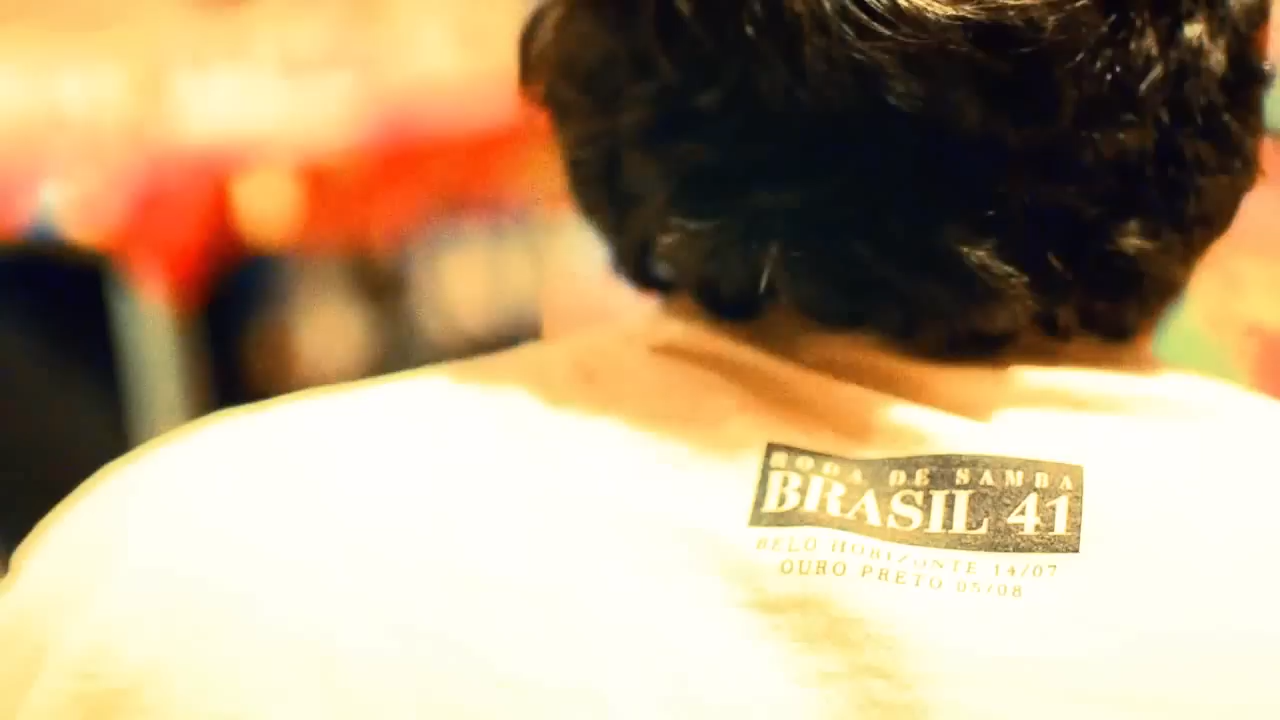 RODA DE SAMBA
BRASIL 41
BELO HORIZONTE 14/07
OURO PRETO 05/08